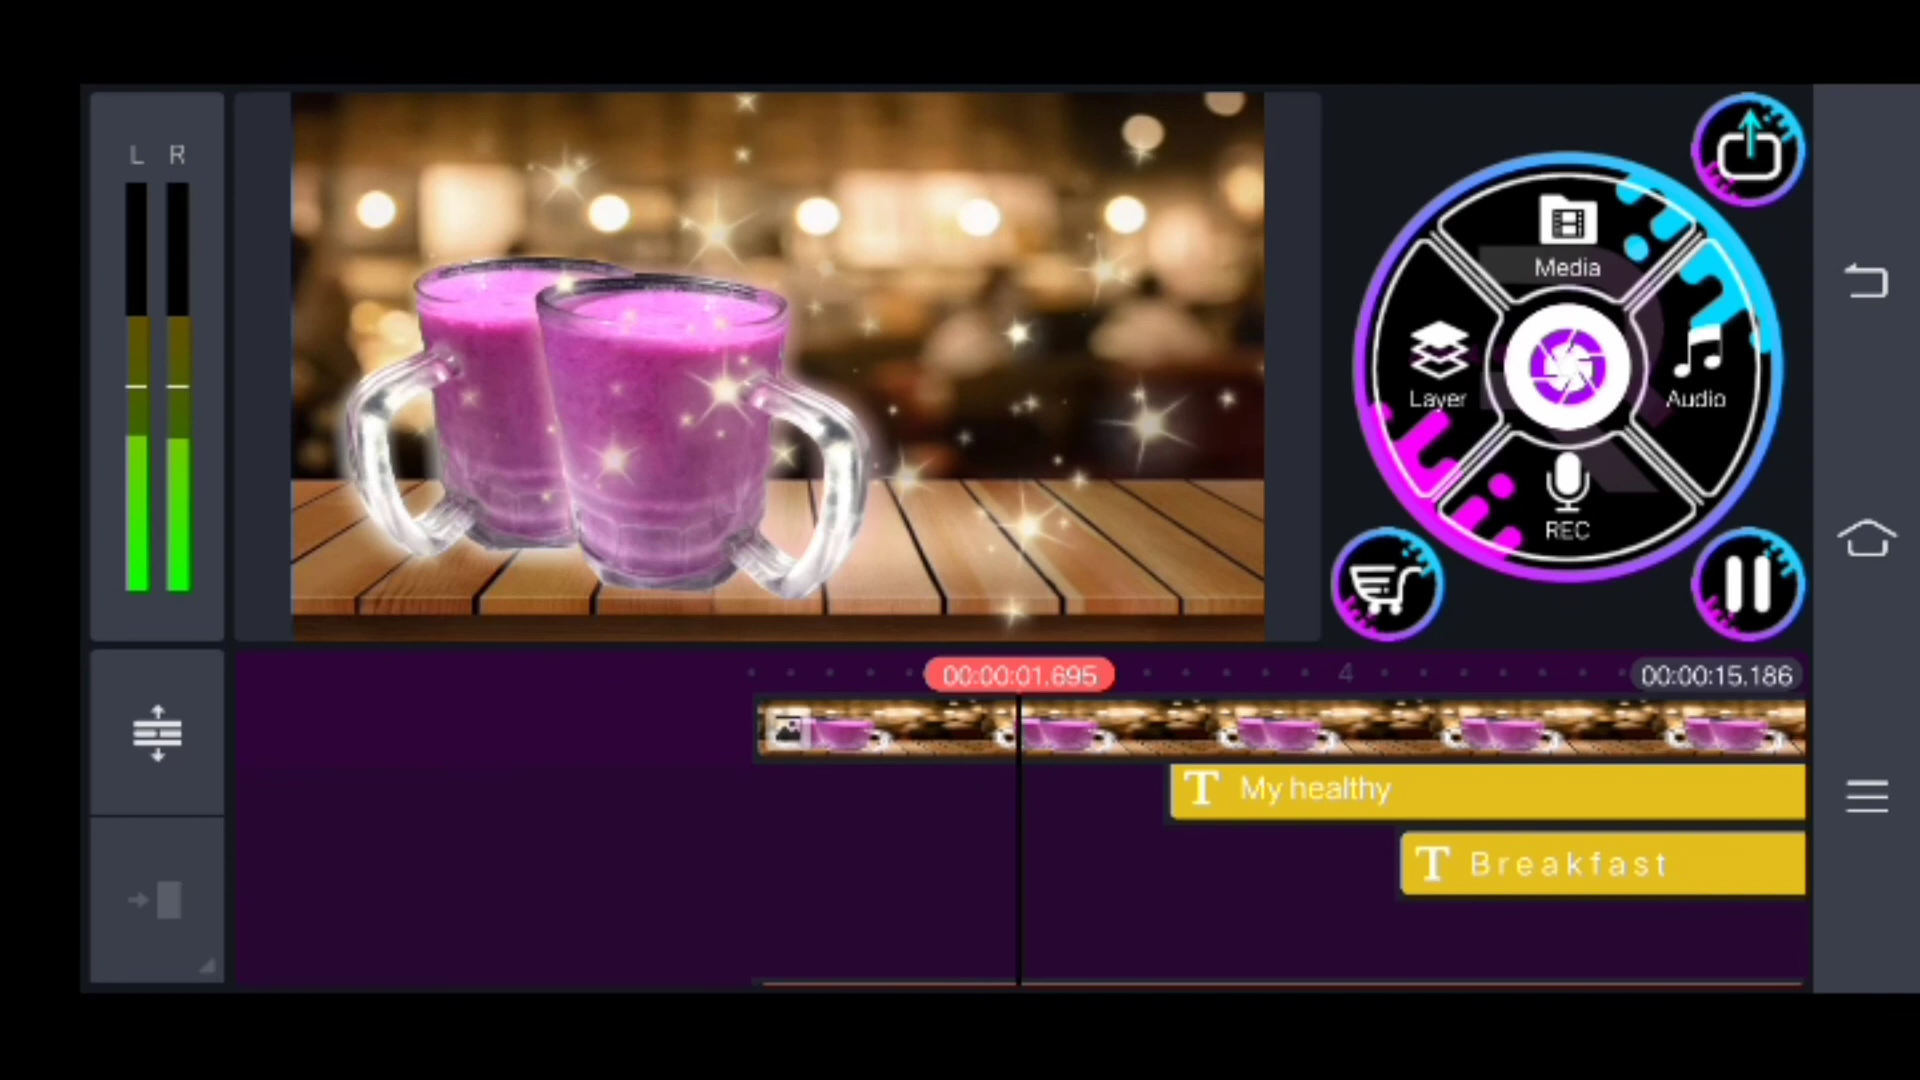 L R
Media
Layer
Audio
REC
00:00:01.695
4
00:00:15.186
My healthy
Breakfast